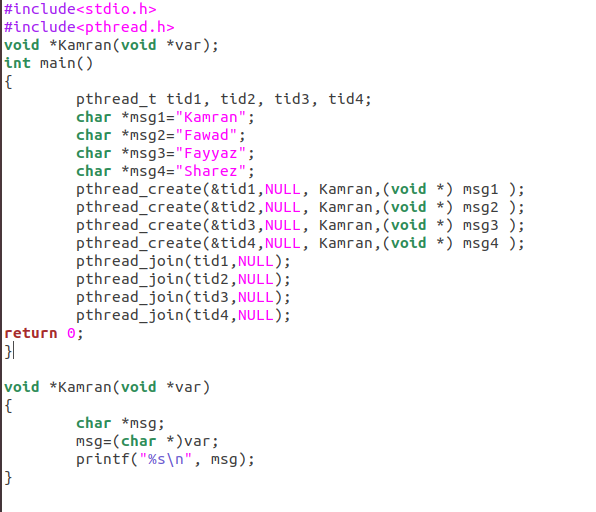 #include<stdio.h>
#include<pthread.h>
void *Kamran(void *var);
int main()
{
        pthread_t tid1, tid2, tid3, tid4;
        char *msg1="Kamran";
        char *msg2="Fawad";
        char *msg3="Fayyaz";
        char *msg4="Sharez";
        pthread_create(&tid1,NULL, Kamran,(void *) msg1 );
        pthread_create(&tid2,NULL, Kamran,(void *) msg2 );
        pthread_create(&tid3,NULL, Kamran,(void *) msg3 );
        pthread_create(&tid4,NULL, Kamran,(void *) msg4 );
        pthread_join(tid1,NULL);
        pthread_join(tid2,NULL);
        pthread_join(tid3,NULL);
        pthread_join(tid4,NULL);
return 0;
}

void *Kamran(void *var)
{
        char *msg;
        msg=(char *)var;
        printf("%s\n", msg);
}